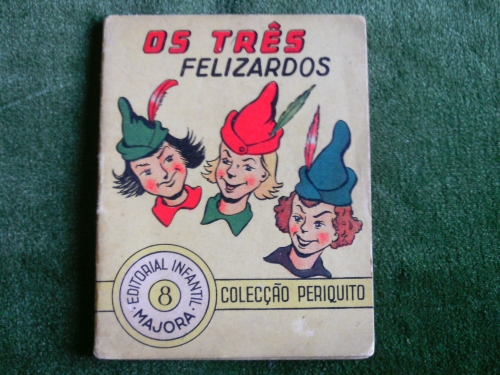 OS TRÊS
FELIZARDOS
EDITORIAL INFANTIL
8
· MAJORA ·
COLECÇÃO PERIQUITO